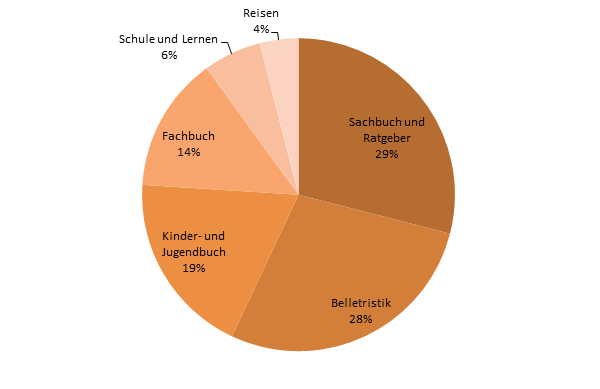 Reisen
4%
Schule und Lernen
6%
Sachbuch und
Ratgeber
29%
Fachbuch
14%
Kinder- und
Jugendbuch
19%
Belletristik
28%